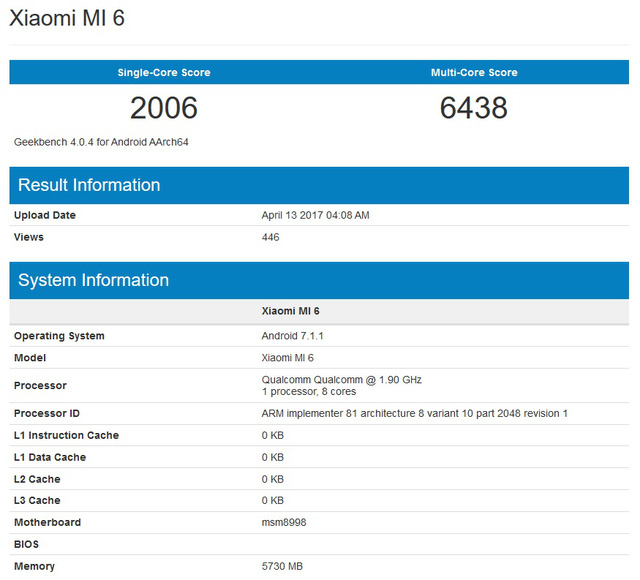 Xiaomi MI 6
Single-Core Score Multi-Core Score
2006 6438
Geekbench 4.0.4 for Android AArch64
Result Information
Upload Date April 13 2017 04:08 AM
Views 446
System Information
Xiaomi MI 6
Operating System Android 7.1.1
Model Xiaomi MI 6
Processor Qualcomm Qualcomm @ 1.90 GHz
1 processor, 8 cores
Processor ID ARM implementer 81 architecture 8 variant 10 part 2048 revision 1
L1 Instruction Cache 0 KB
L1 Data Cache 0 KB
L2 Cache 0 KB
L3 Cache 0 KB
Motherboard msm8998
BIOS
Memory 5730 MB